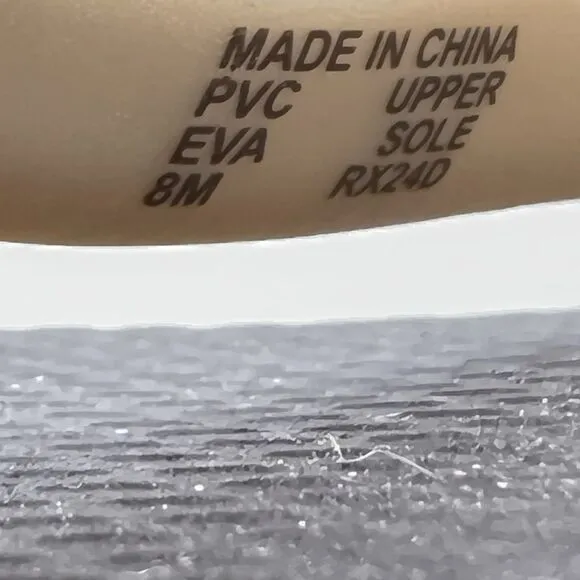 MADE IN CHINA
PVC UPPER
EVA SOLE
8M RX24D